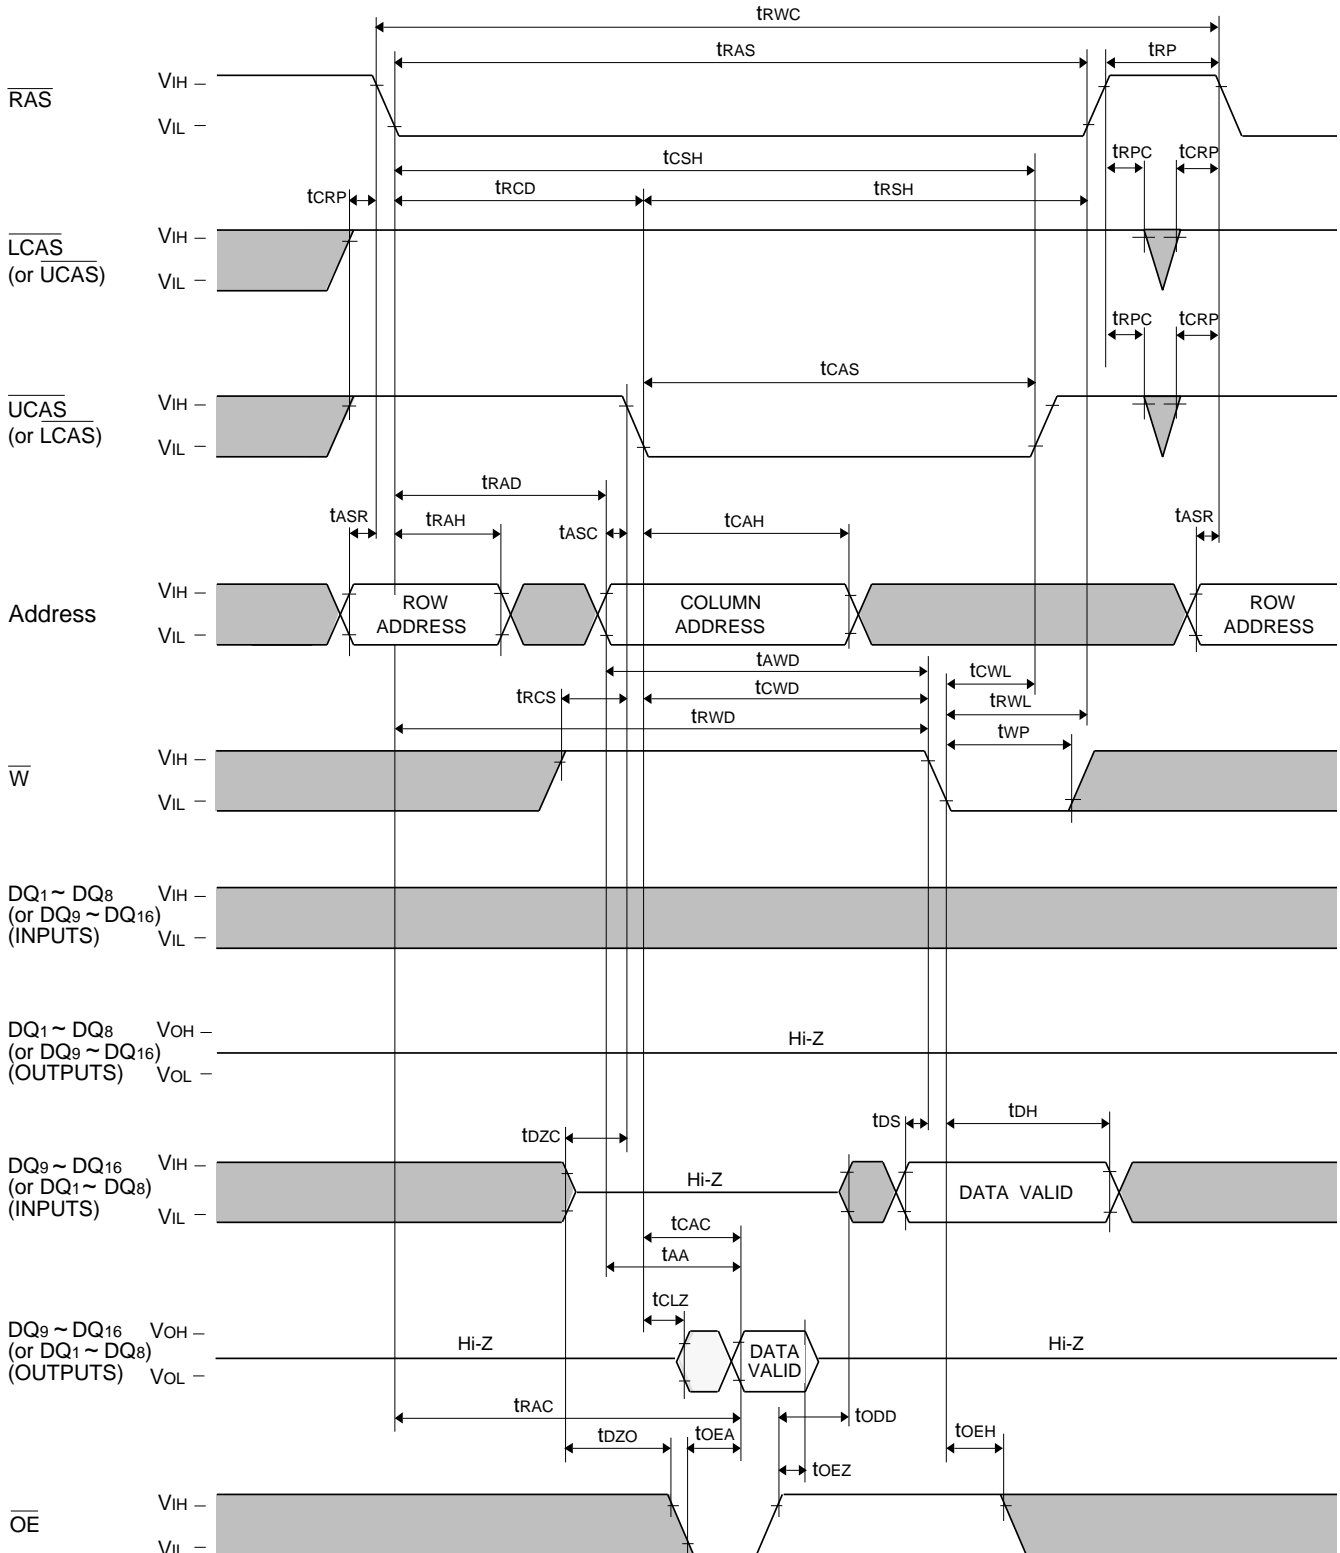 tRWC
tRAS tRP
RAS VIH –
VIL –
tCSH tRPC tCRP
tCRP tRCD tRSH
LCAS VIH –
(or UCAS) VIL –
tRPC tCRP
tCAS
UCAS VIH –
(or LCAS) VIL –
tRAD
tASR tRAH tASC tCAH tASR
Address VIH – ROW COLUMN ROW
VIL – ADDRESS ADDRESS ADDRESS
tAWD tCWL
tRCS tCWD tRWL
tRWD tWP
W VIH –
VIL –
DQ1 ~ DQ8 VIH –
(or DQ9 ~ DQ16)
(INPUTS) VIL –
DQ1 ~ DQ8 VOH –
(or DQ9 ~ DQ16) Hi-Z
(OUTPUTS) VOL –
tDZC tDS tDH
DQ9 ~ DQ16 VIH –
(or DQ1 ~ DQ8) Hi-Z DATA VALID
(INPUTS) VIL –
tCAC
tAA
tCLZ
DQ9 ~ DQ16 VOH –
(or DQ1 ~ DQ8) Hi-Z DATA Hi-Z
(OUTPUTS) VOL – VALID
tRAC tODD
tDZO tOEA tOEH
tOEZ
OE VIH –
VIL –